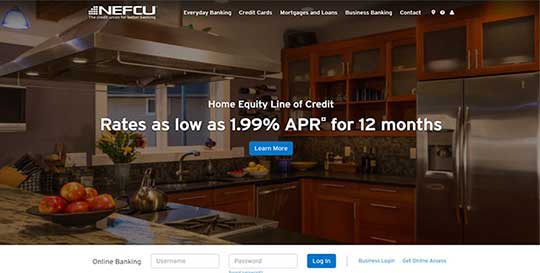 NEFCU
The credit union for better banking
Everyday Banking Credit Cards Mortgages and Loans Business Banking Contact
Home Equity Line of Credit
Rates as low as 1.99% APR¤ for 12 months
Learn More
Online Banking Username Password Log In Business Login Get Online Access